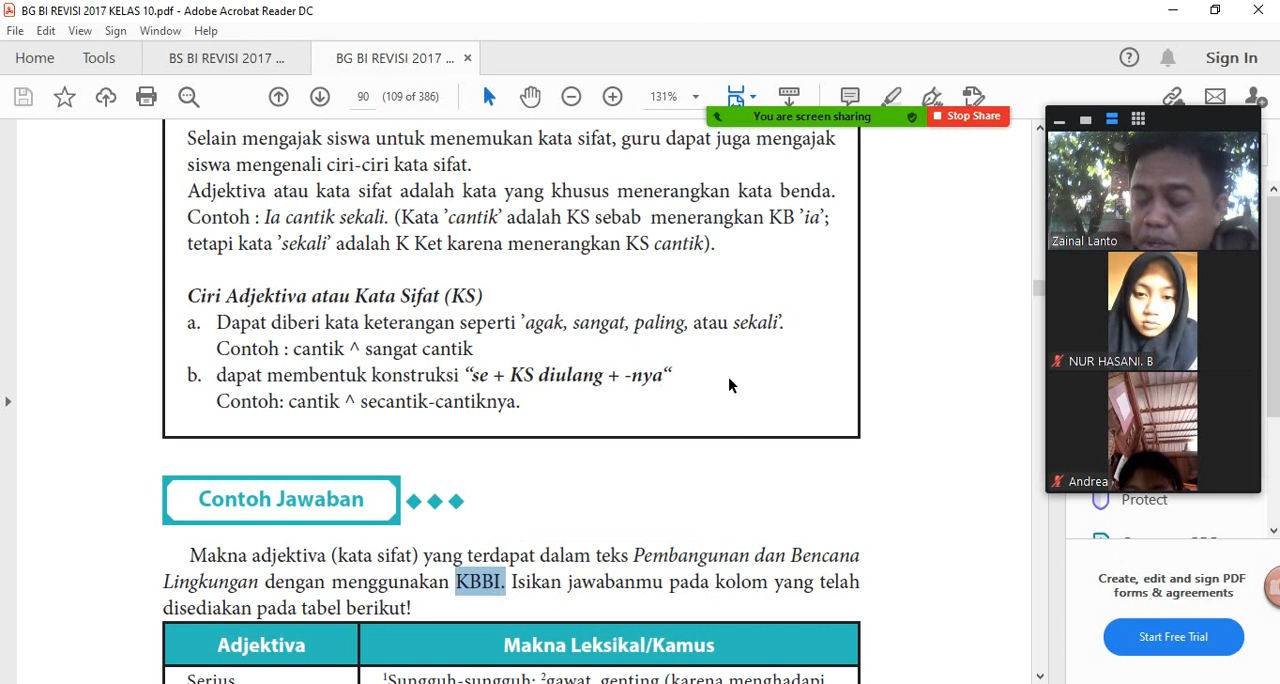 BG BI REVISI 2017 KELAS 10.pdf - Adobe Acrobat Reader DC
File Edit View Sign Window Help
Home Tools BS BI REVISI 2017 ... BG BI REVISI 2017 ... × Sign In
90 (109 of 386) 131%
You are screen sharing Stop Share
Selain mengajak siswa untuk menemukan kata sifat, guru dapat juga mengajak
siswa mengenali ciri-ciri kata sifat.
Adjektiva atau kata sifat adalah kata yang khusus menerangkan kata benda.
Contoh : Ia cantik sekali. (Kata 'cantik' adalah KS sebab menerangkan KB 'ia';
tetapi kata 'sekali' adalah K Ket karena menerangkan KS cantik).
Ciri Adjektiva atau Kata Sifat (KS)
a. Dapat diberi kata keterangan seperti 'agak, sangat, paling, atau sekali'.
Contoh : cantik ^ sangat cantik
b. dapat membentuk konstruksi “se + KS diulang + -nya“
Contoh: cantik ^ secantik-cantiknya.
Contoh Jawaban
Makna adjektiva (kata sifat) yang terdapat dalam teks Pembangunan dan Bencana
Lingkungan dengan menggunakan KBBI. Isikan jawabanmu pada kolom yang telah
disediakan pada tabel berikut!
Adjektiva Makna Leksikal/Kamus
Serius ¹Sungguh-sungguh; ²gawat, genting (karena menghadapi
Zainal Lanto
NUR HASANI. B
Andrea
Protect
Create, edit and sign PDF
forms & agreements
Start Free Trial